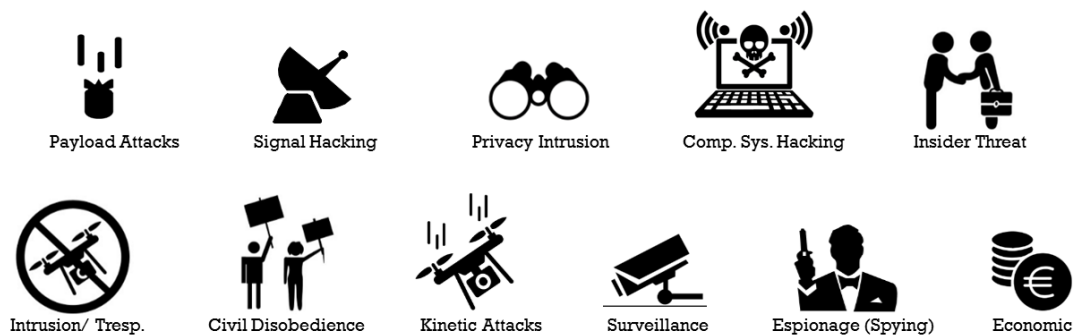 Payload Attacks
Signal Hacking
Privacy Intrusion
Comp. Sys. Hacking
Insider Threat
Intrusion/ Tresp.
Civil Disobedience
Kinetic Attacks
Surveillance
Espionage (Spying)
Economic